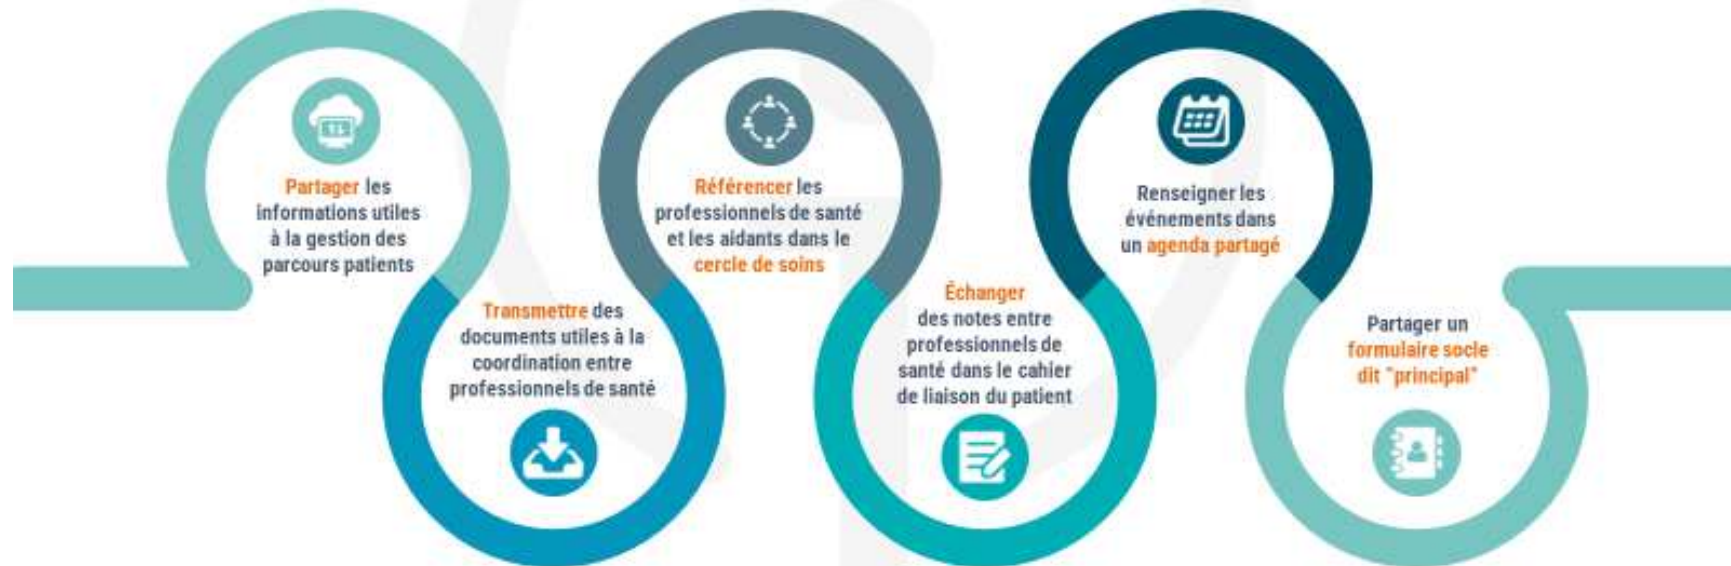 Partager les
informations utiles
à la gestion des
parcours patients
Transmettre des
documents utiles à la
coordination entre
professionnels de santé
Référencer les
professionnels de santé
et les aidants dans le
cercle de soins
Échanger
des notes entre
professionnels de
santé dans le cahier
de liaison du patient
Renseigner les
événements dans
un agenda partagé
Partager un
formulaire socle
dit "principal"